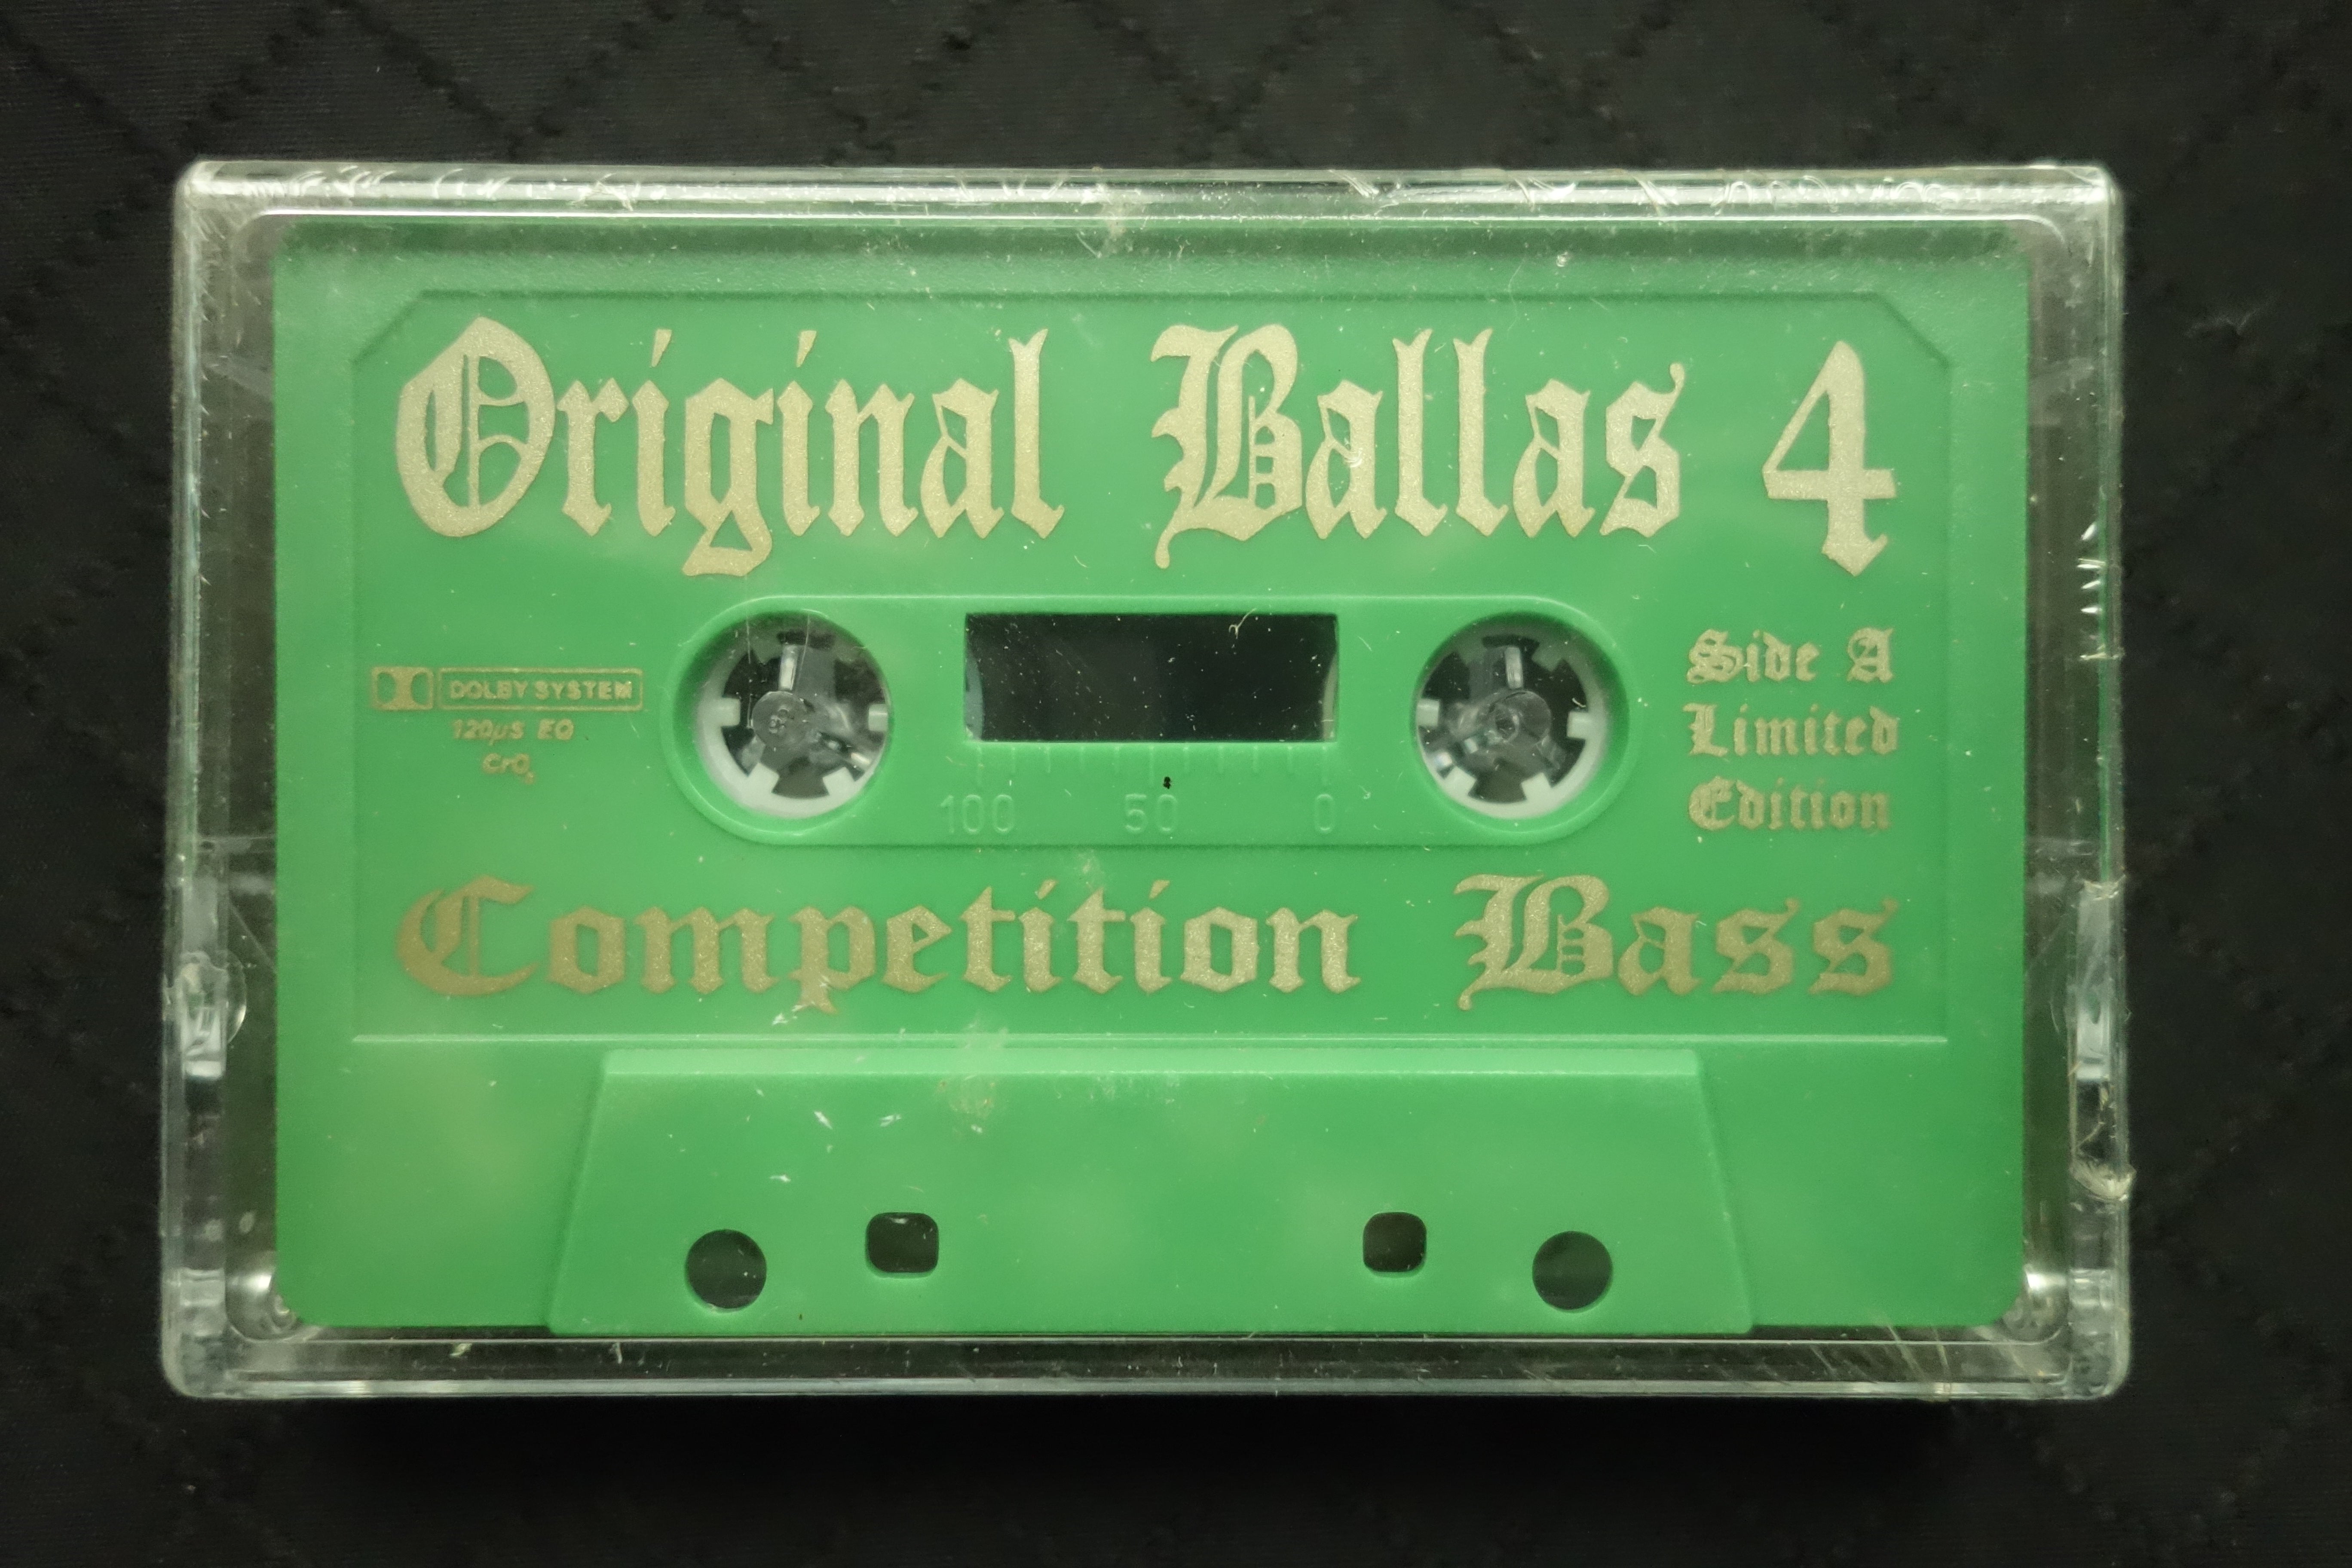 Original Ballas 4
DOLBY SYSTEM
120µS EQ
CrO₂
100 50 0
Side A
Limited
Edition
Competition Bass